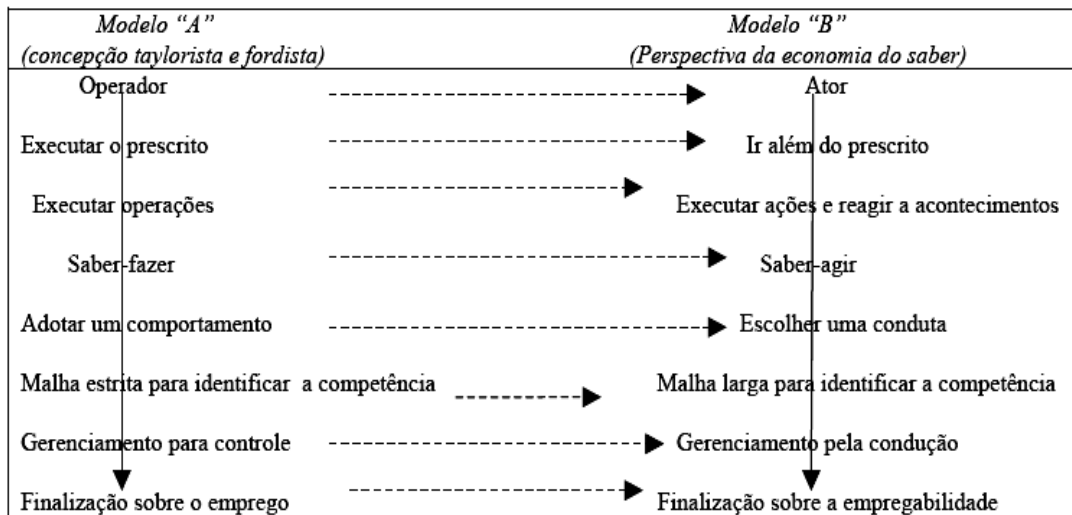 Modelo “A”
(concepção taylorista e fordista)
Modelo “B”
(Perspectiva da economia do saber)
Operador
Ator
Executar o prescrito
Ir além do prescrito
Executar operações
Executar ações e reagir a acontecimentos
Saber-fazer
Saber-agir
Adotar um comportamento
Escolher uma conduta
Malha estrita para identificar a competência
Malha larga para identificar a competência
Gerenciamento para controle
Gerenciamento pela condução
Finalização sobre o emprego
Finalização sobre a empregabilidade